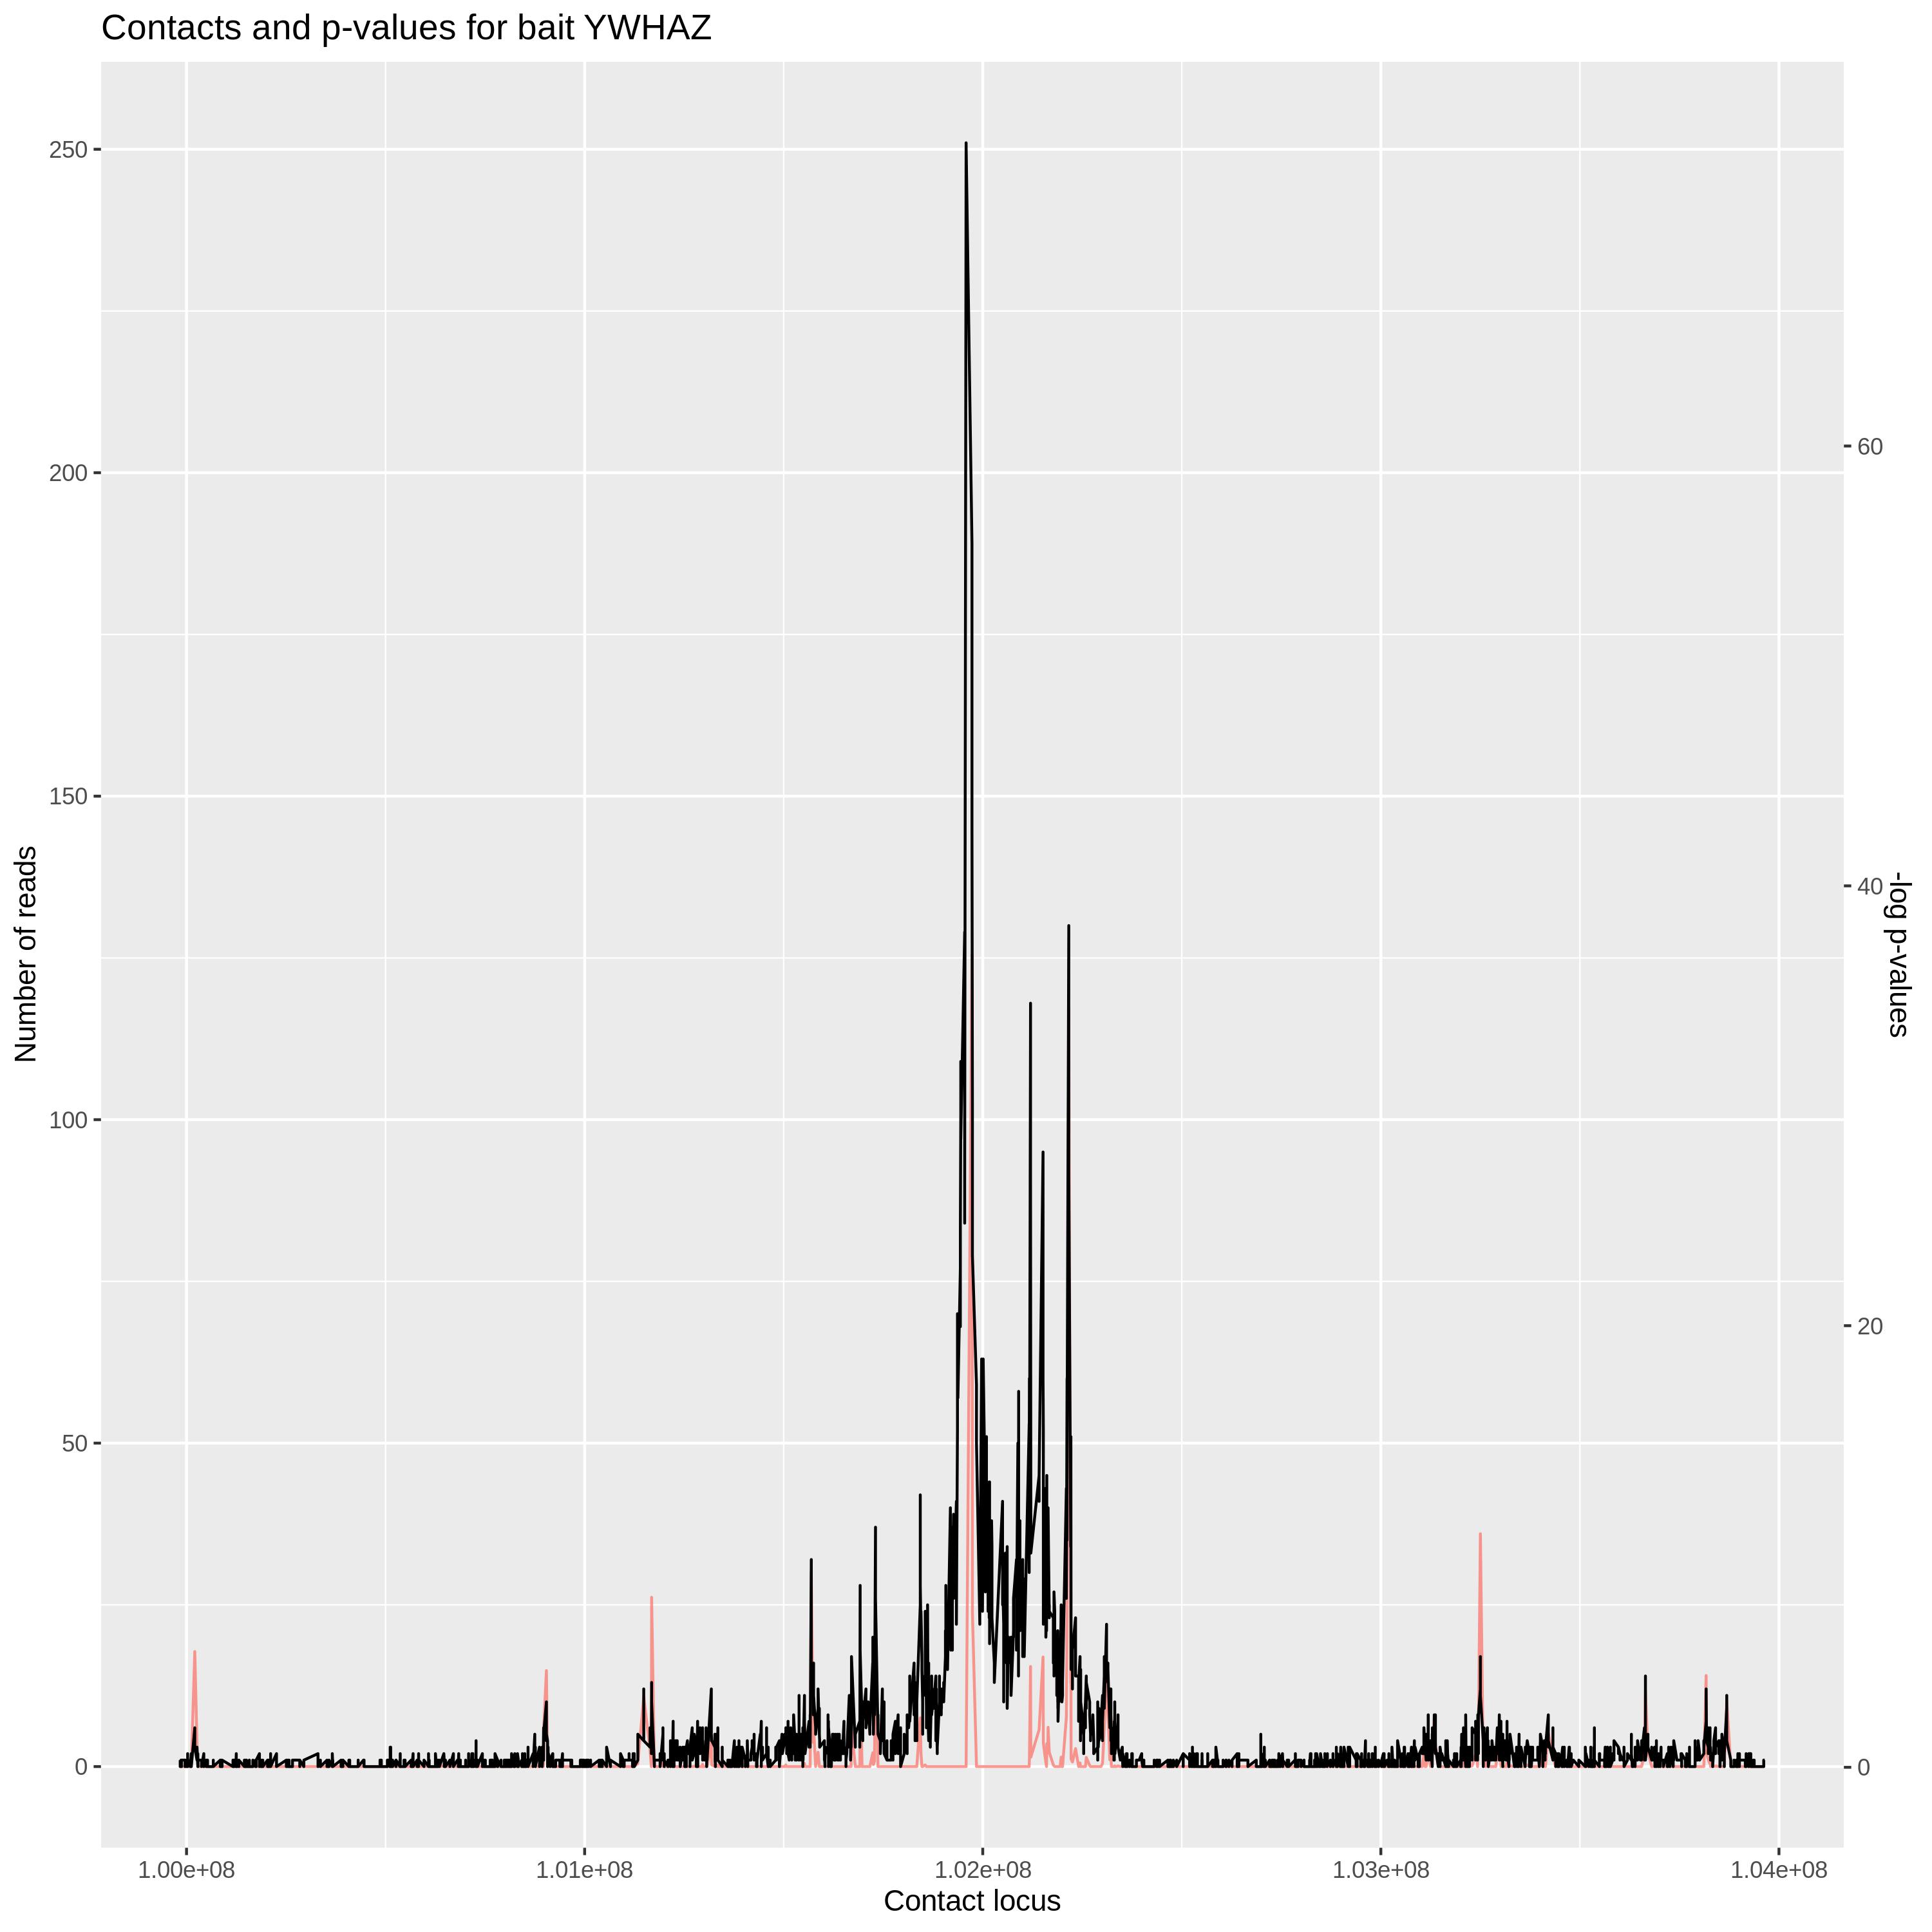 Contacts and p-values for bait YWHAZ
250
200
150
100
50
0
Number of reads
60
40
20
0
-log p-values
1.00e+08 1.01e+08 1.02e+08 1.03e+08 1.04e+08
Contact locus